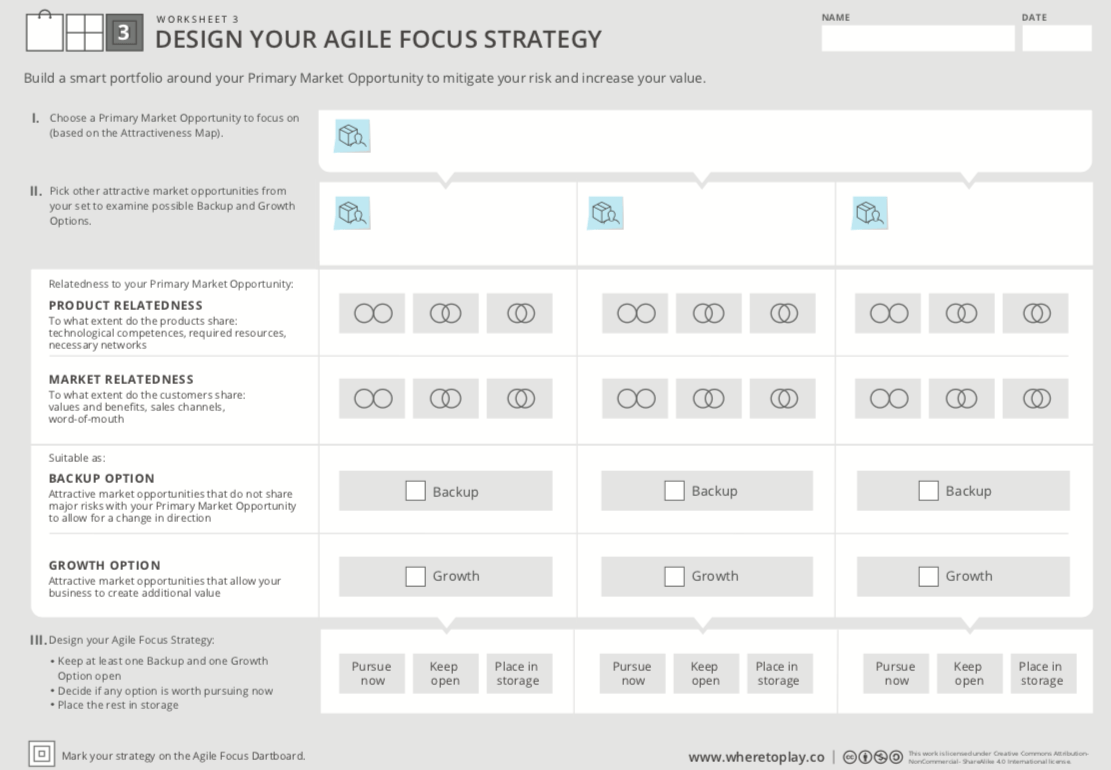 WORKSHEET 3
3
DESIGN YOUR AGILE FOCUS STRATEGY
NAME
DATE
Build a smart portfolio around your Primary Market Opportunity to mitigate your risk and increase your value.
I. Choose a Primary Market Opportunity to focus on
(based on the Attractiveness Map).
II. Pick other attractive market opportunities from
your set to examine possible Backup and Growth
Options.
Relatedness to your Primary Market Opportunity:
PRODUCT RELATEDNESS
To what extent do the products share:
technological competences, required resources,
necessary networks
MARKET RELATEDNESS
To what extent do the customers share:
values and benefits, sales channels,
word-of-mouth
Suitable as:
BACKUP OPTION
Attractive market opportunities that do not share
major risks with your Primary Market Opportunity
to allow for a change in direction
Backup
Backup
Backup
GROWTH OPTION
Attractive market opportunities that allow your
business to create additional value
Growth
Growth
Growth
III. Design your Agile Focus Strategy:
• Keep at least one Backup and one Growth
Option open
• Decide if any option is worth pursuing now
• Place the rest in storage
Pursue
now
Keep
open
Place in
storage
Pursue
now
Keep
open
Place in
storage
Pursue
now
Keep
open
Place in
storage
Mark your strategy on the Agile Focus Dartboard.
www.wheretoplay.co
This work is licensed under Creative Commons Attribution-
NonCommercial-ShareAlike 4.0 International license.